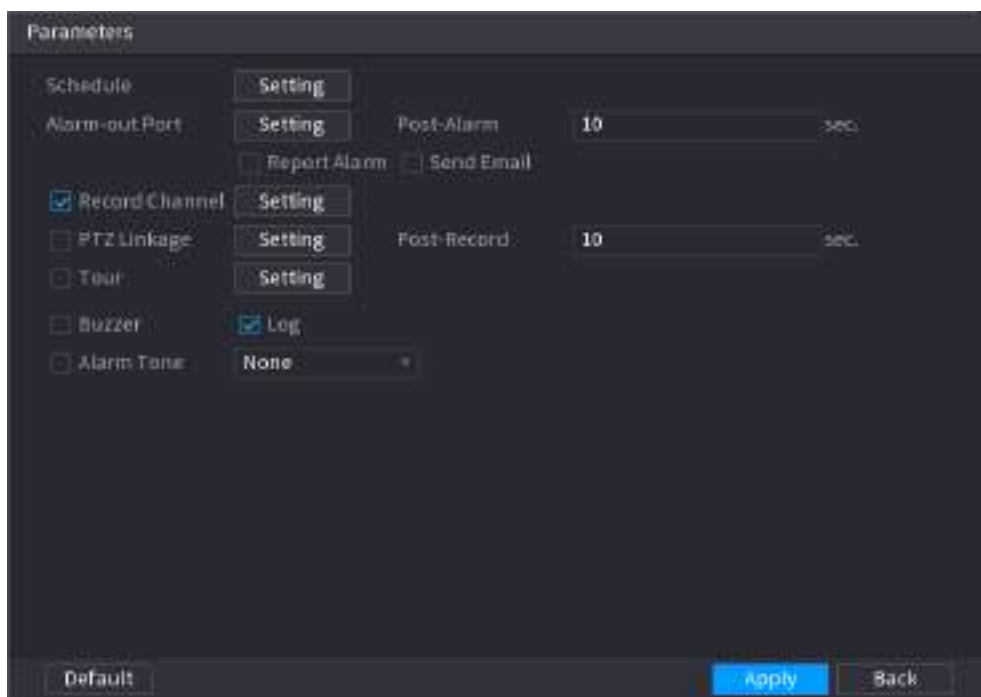 Parameters
Schedule Setting
Alarm-out Port Setting Post-Alarm 10 sec.
Report Alarm Send Email
Record Channel Setting
PTZ Linkage Setting Post-Record 10 sec.
Tour Setting
Buzzer Log
Alarm Tone None
Default Apply Back